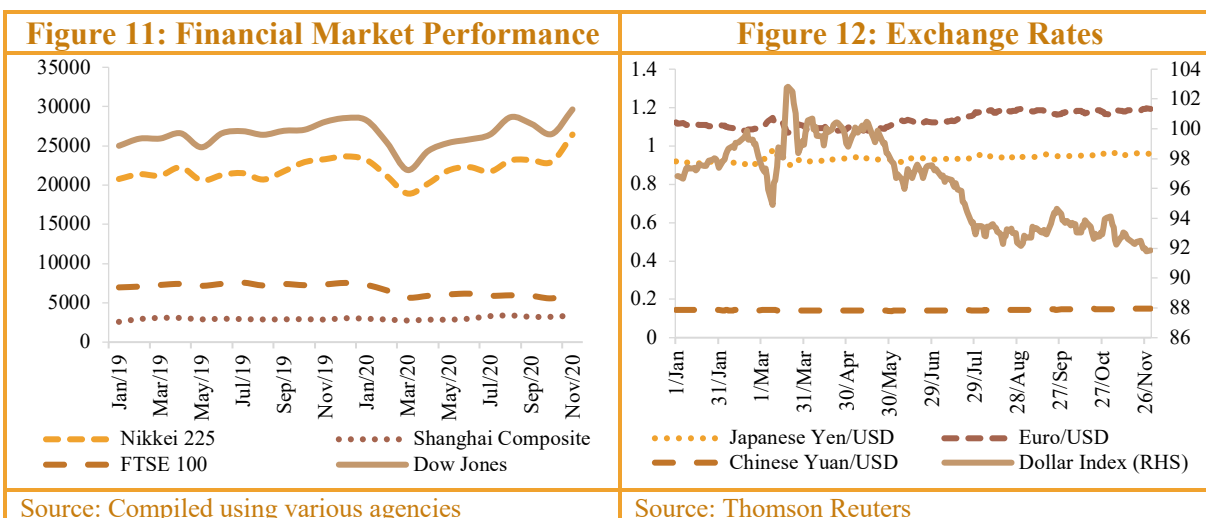 Figure 11: Financial Market Performance
35000
30000
25000
20000
15000
10000
5000
0
Jan/19
Mar/19
May/19
Jul/19
Sep/19
Nov/19
Jan/20
Mar/20
May/20
Jul/20
Sep/20
Nov/20
Nikkei 225
Shanghai Composite
FTSE 100
Dow Jones
Source: Compiled using various agencies
Figure 12: Exchange Rates
1.4
1.2
1
0.8
0.6
0.4
0.2
0
104
102
100
98
96
94
92
90
88
86
1/Jan
31/Jan
1/Mar
31/Mar
30/Apr
30/May
29/Jun
29/Jul
28/Aug
27/Sep
27/Oct
26/Nov
Japanese Yen/USD
Euro/USD
Chinese Yuan/USD
Dollar Index (RHS)
Source: Thomson Reuters